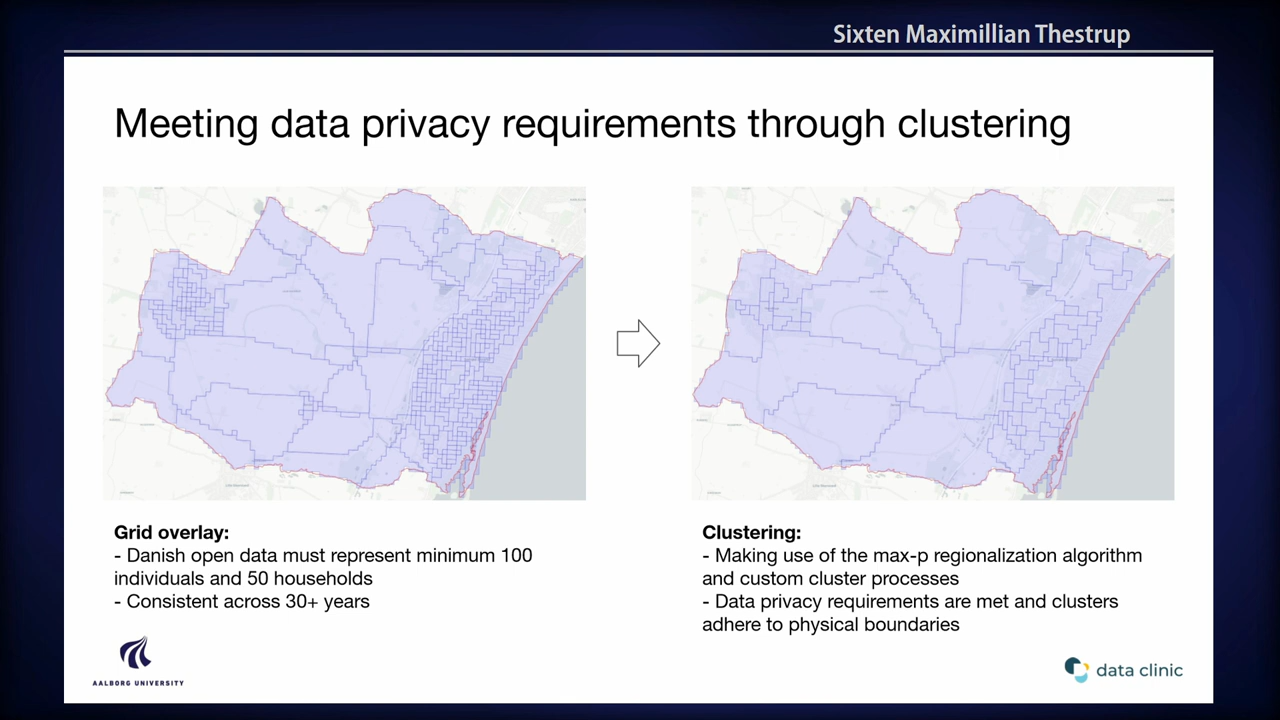 Sixten Maximillian Thestrup
Meeting data privacy requirements through clustering
Grid overlay:
- Danish open data must represent minimum 100
individuals and 50 households
- Consistent across 30+ years
Clustering:
- Making use of the max-p regionalization algorithm
and custom cluster processes
- Data privacy requirements are met and clusters
adhere to physical boundaries
AALBORG UNIVERSITY
data clinic